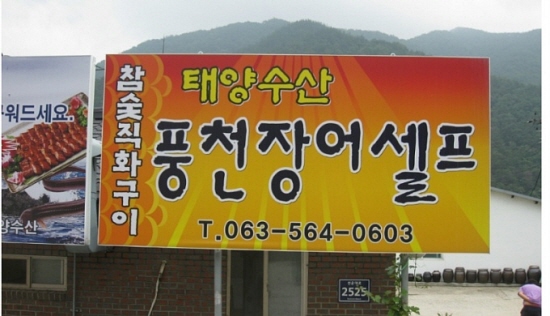 참숯직화구이
태양수산
풍천장어셀프
T.063-564-0603
워드세요.
양수산
2525